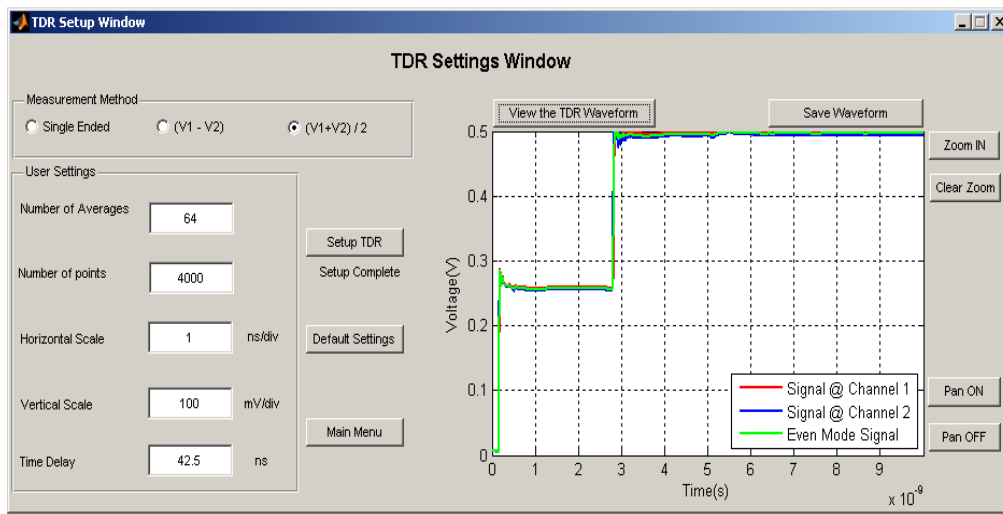 TDR Setup Window
TDR Settings Window
Measurement Method
Single Ended
(V1 - V2)
(V1+V2) / 2
User Settings
Number of Averages
64
Number of points
4000
Horizontal Scale
1
ns/div
Vertical Scale
100
mV/div
Time Delay
42.5
ns
Setup TDR
Setup Complete
Default Settings
Main Menu
View the TDR Waveform
Save Waveform
Zoom IN
Clear Zoom
Pan ON
Pan OFF
0.5
0.4
0.3
0.2
0.1
0
Voltage(V)
Signal @ Channel 1
Signal @ Channel 2
Even Mode Signal
0 1 2 3 4 5 6 7 8 9
Time(s)
x 10^-9